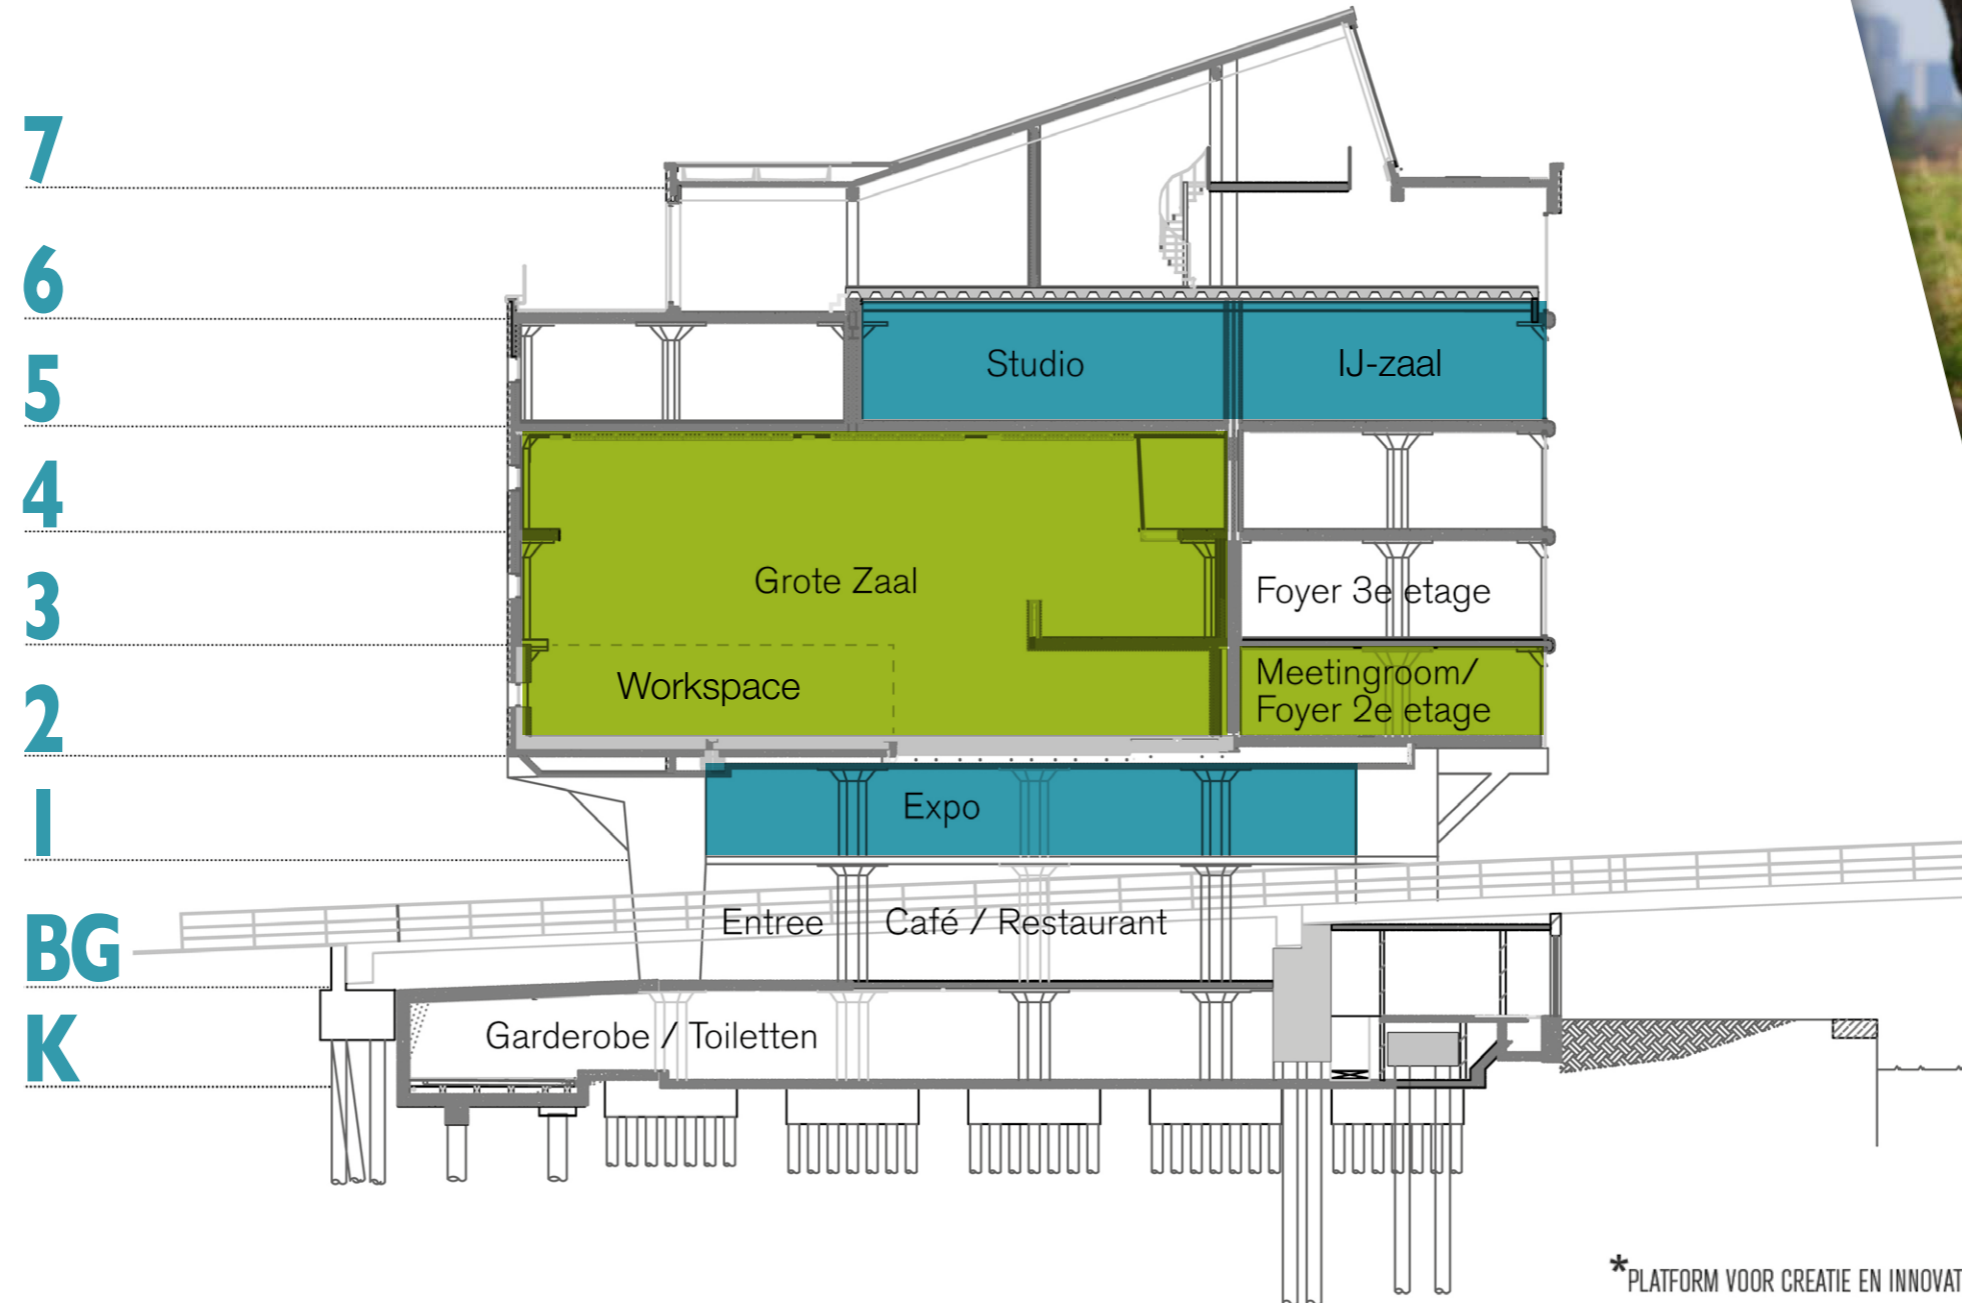 7
6
5
4
3
2
1
BG
K
Studio
IJ-zaal
Grote Zaal
Foyer 3e etage
Workspace
Meetingroom/
Foyer 2e etage
Expo
Entree
Café / Restaurant
Garderobe / Toiletten
*PLATFORM VOOR CREATIE EN INNOVAT